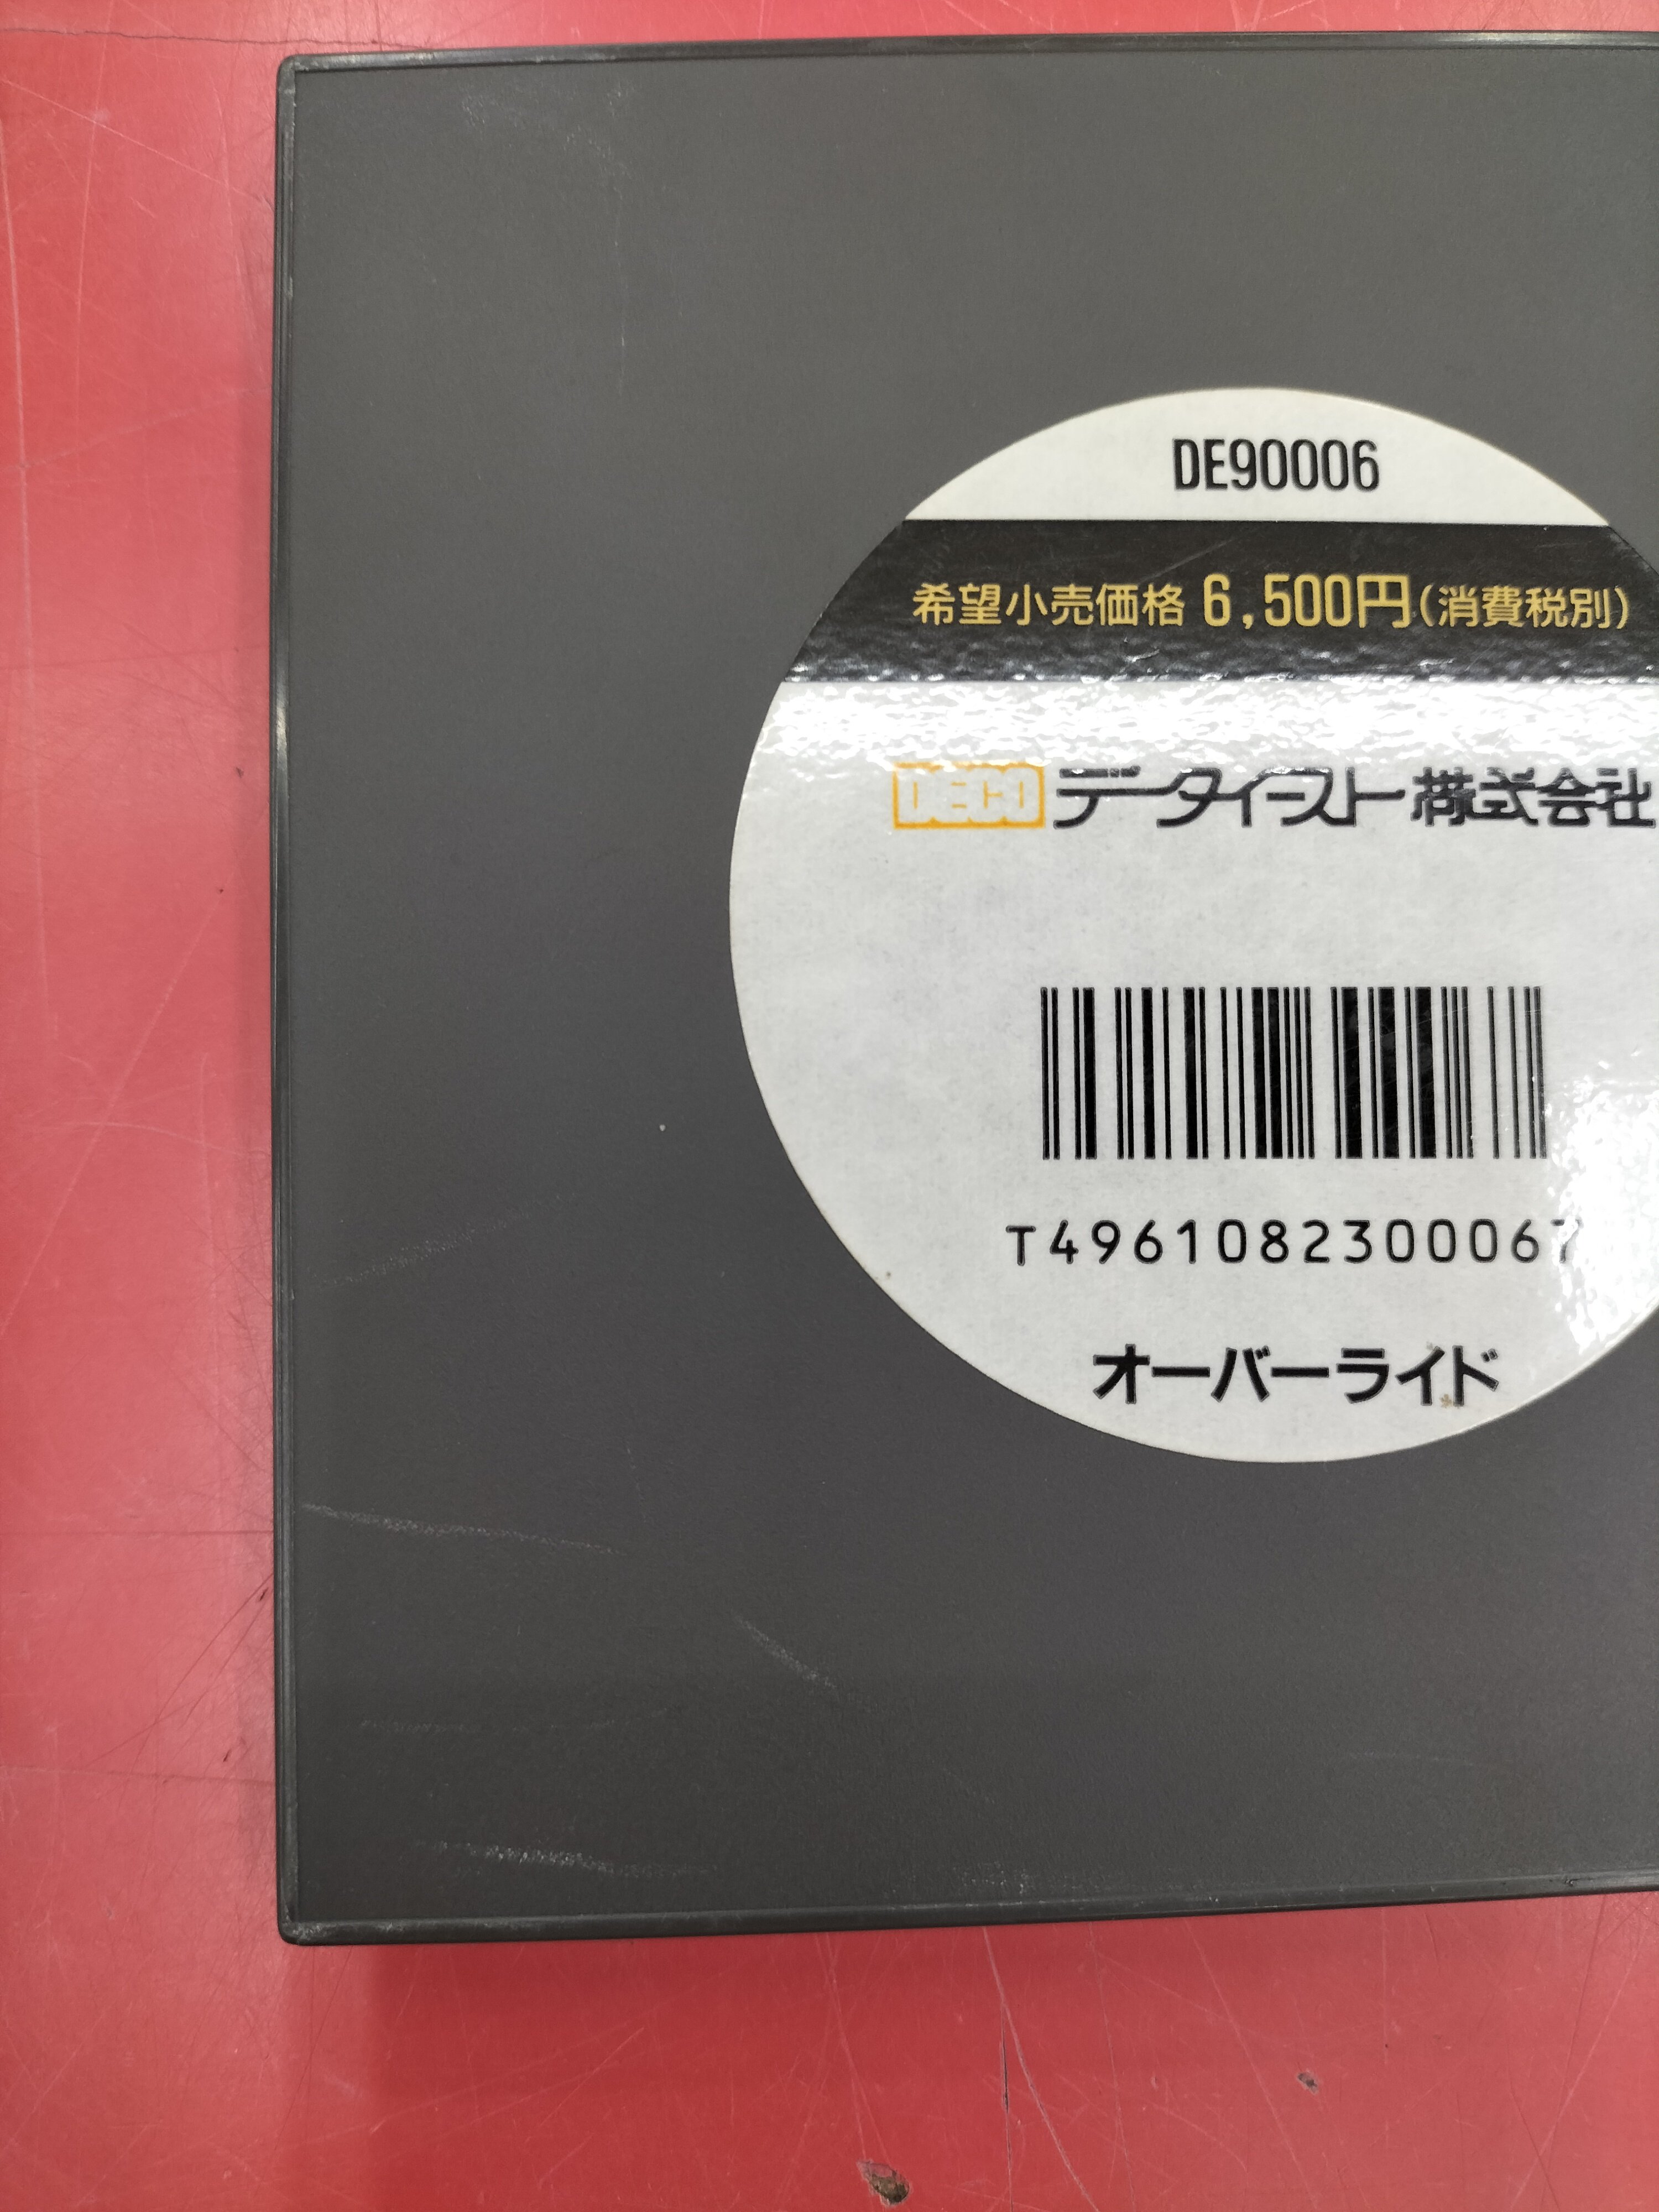 DE90006
希望小売価格 6,500円(消費税別)
DECO データイースト株式会社
T4961082300067
オーバーライド